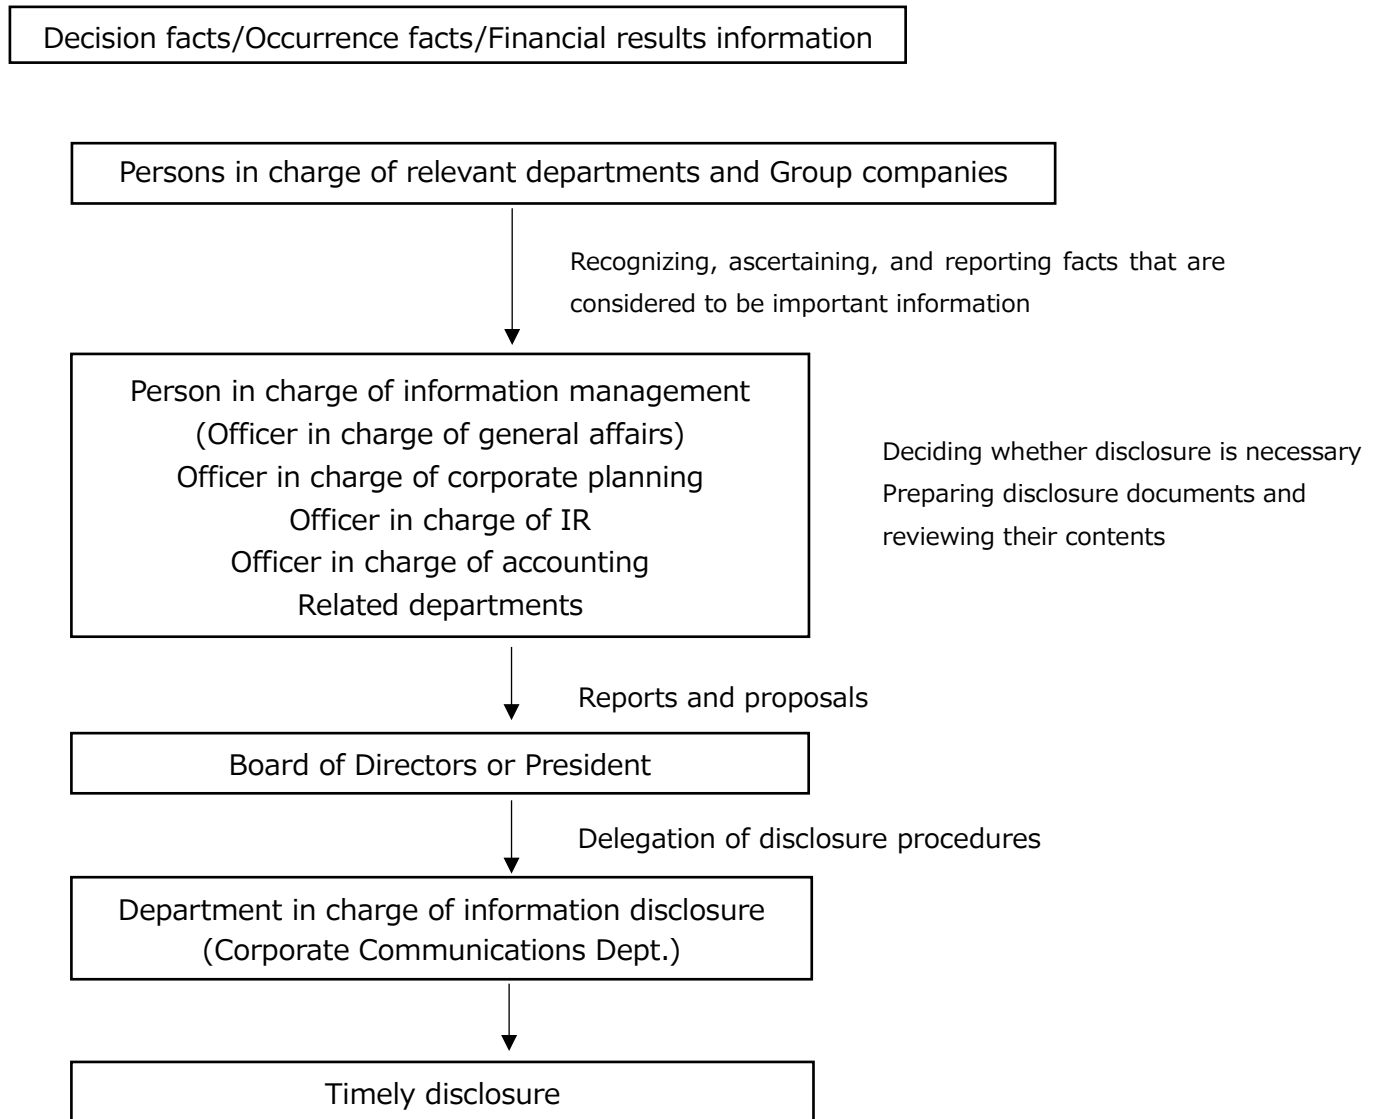 Decision facts/Occurrence facts/Financial results information
Persons in charge of relevant departments and Group companies
Recognizing, ascertaining, and reporting facts that are
considered to be important information
Person in charge of information management
(Officer in charge of general affairs)
Officer in charge of corporate planning
Officer in charge of IR
Officer in charge of accounting
Related departments
Deciding whether disclosure is necessary
Preparing disclosure documents and
reviewing their contents
Reports and proposals
Board of Directors or President
Delegation of disclosure procedures
Department in charge of information disclosure
(Corporate Communications Dept.)
Timely disclosure